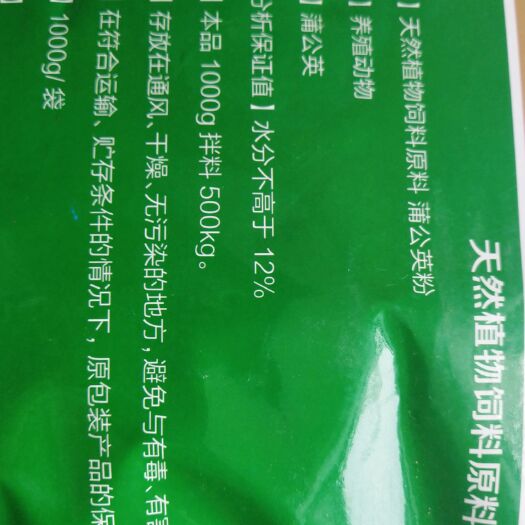 天然植物饲料原料
】天然植物饲料原料 蒲公英粉
】养殖动物
】蒲公英
分析保证值】水分不高于 12%
】本品 1000g 拌料 500kg。
】存放在通风、干燥、无污染的地方，避免与有毒、有害
】在符合运输、贮存条件的情况下，原包装产品的保
】1000g/ 袋
】